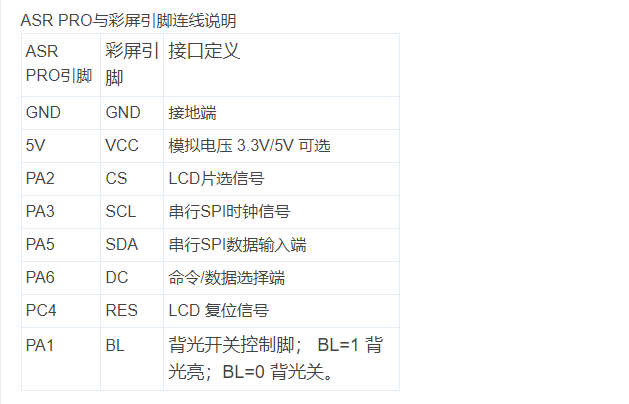 ASR PRO与彩屏引脚连线说明
ASR 彩屏引 接口定义
PRO引脚 脚
GND GND 接地端
5V VCC 模拟电压 3.3V/5V 可选
PA2 CS LCD片选信号
PA3 SCL 串行SPI时钟信号
PA5 SDA 串行SPI数据输入端
PA6 DC 命令/数据选择端
PC4 RES LCD 复位信号
PA1 BL 背光开关控制脚； BL=1 背
光亮；BL=0 背光关。